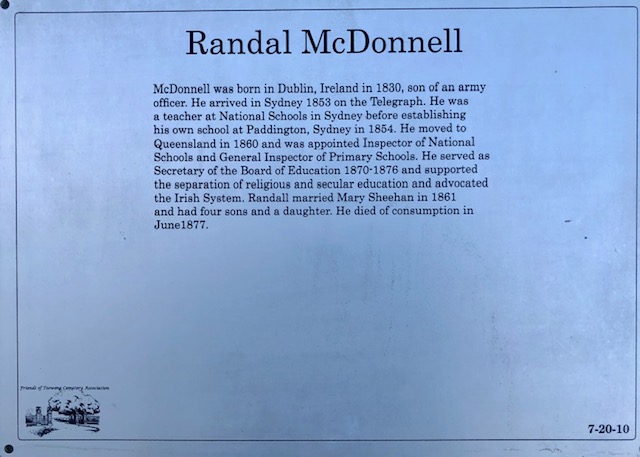 Randal McDonnell
McDonnell was born in Dublin, Ireland in 1830, son of an army
officer. He arrived in Sydney 1853 on the Telegraph. He was
a teacher at National Schools in Sydney before establishing
his own school at Paddington, Sydney in 1854. He moved to
Queensland in 1860 and was appointed Inspector of National
Schools and General Inspector of Primary Schools. He served as
Secretary of the Board of Education 1870-1876 and supported
the separation of religious and secular education and advocated
the Irish System. Randall married Mary Sheehan in 1861
and had four sons and a daughter. He died of consumption in
June1877.
Friends of Toowong Cemetery Association
7-20-10